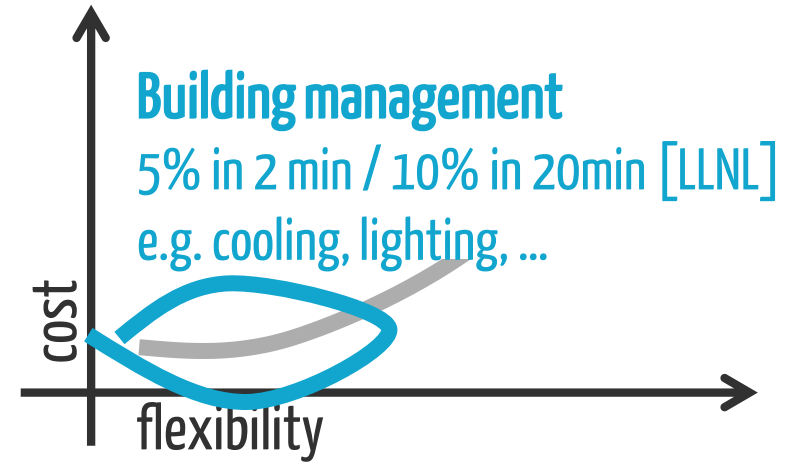 Building management
5% in 2 min / 10% in 20min [LLNL]
e.g. cooling, lighting, ...
cost
flexibility